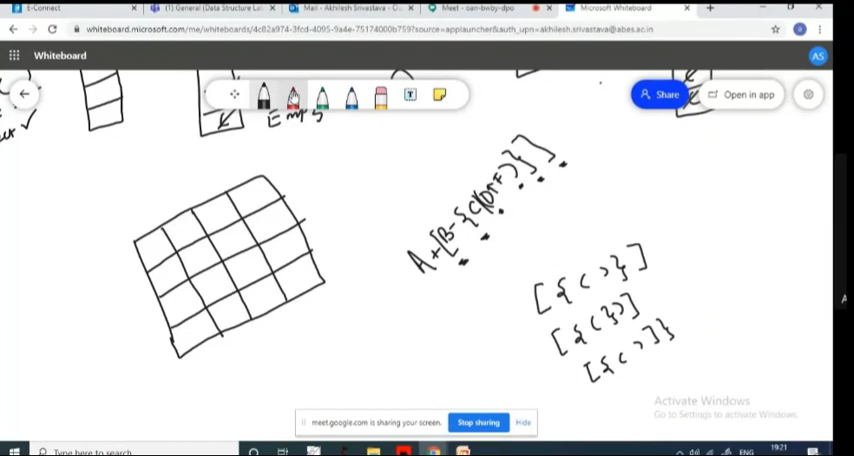 E-Connect
(1) General (Data Structure La
Mail - Akhilesh Srivastava - O
Meet - oan-bwby-dpo
Microsoft Whiteboard
whiteboard.microsoft.com/me/whiteboards/4c62a974-3fcd-4095-9a4e-75174000b759?source=applauncher&auth_upn=akhilesh.srivastava@abes.ac.in
Whiteboard
AS
T
Share
Open in app
[ { ( ) } ]
[ { ( } ) ]
[ { ( ) ] }
A
Activate Windows
Go to Settings to activate Windows.
meet.google.com is sharing your screen.
Stop sharing
Hide
Type here to search
ENG
19:21